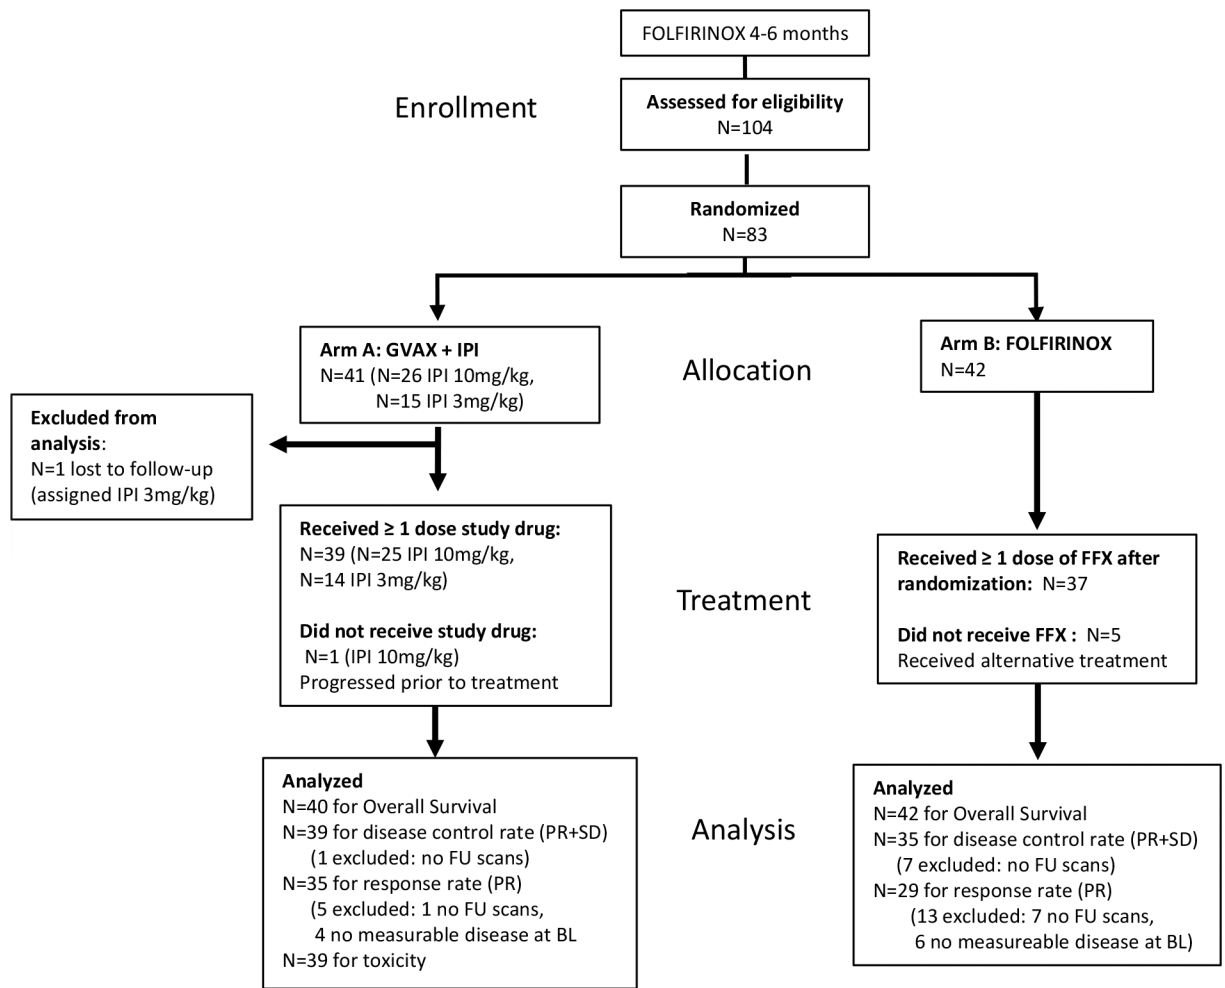 FOLFIRINOX 4-6 months
Enrollment
Assessed for eligibility
N=104
Randomized
N=83
Allocation
Arm A: GVAX + IPI
N=41 (N=26 IPI 10mg/kg,
N=15 IPI 3mg/kg)
Arm B: FOLFIRINOX
N=42
Excluded from
analysis:
N=1 lost to follow-up
(assigned IPI 3mg/kg)
Treatment
Received ≥ 1 dose study drug:
N=39 (N=25 IPI 10mg/kg,
N=14 IPI 3mg/kg)
Did not receive study drug:
N=1 (IPI 10mg/kg)
Progressed prior to treatment
Received ≥ 1 dose of FFX after
randomization: N=37
Did not receive FFX : N=5
Received alternative treatment
Analysis
Analyzed
N=40 for Overall Survival
N=39 for disease control rate (PR+SD)
(1 excluded: no FU scans)
N=35 for response rate (PR)
(5 excluded: 1 no FU scans,
4 no measurable disease at BL
N=39 for toxicity
Analyzed
N=42 for Overall Survival
N=35 for disease control rate (PR+SD)
(7 excluded: no FU scans)
N=29 for response rate (PR)
(13 excluded: 7 no FU scans,
6 no measureable disease at BL)